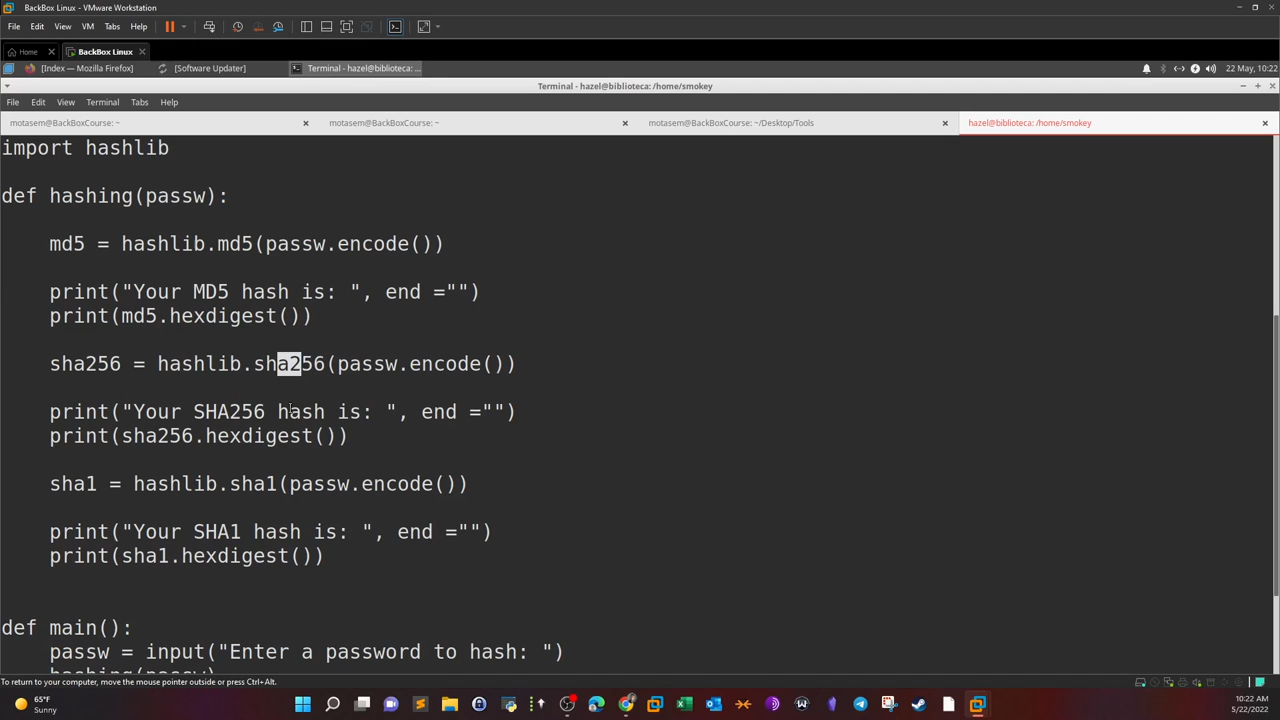 BackBox Linux - VMware Workstation
File Edit View VM Tabs Help
Home BackBox Linux
[Index — Mozilla Firefox] [Software Updater] Terminal - hazel@biblioteca: ... 22 May, 10:22
Terminal - hazel@biblioteca: /home/smokey
File Edit View Terminal Tabs Help
motasem@BackBoxCourse: ~ motasem@BackBoxCourse: ~ motasem@BackBoxCourse: ~/Desktop/Tools hazel@biblioteca: /home/smokey
import hashlib
def hashing(passw):
md5 = hashlib.md5(passw.encode())
print("Your MD5 hash is: ", end ="")
print(md5.hexdigest())
sha256 = hashlib.sha256(passw.encode())
print("Your SHA256 hash is: ", end ="")
print(sha256.hexdigest())
sha1 = hashlib.sha1(passw.encode())
print("Your SHA1 hash is: ", end ="")
print(sha1.hexdigest())
def main():
passw = input("Enter a password to hash: ")
hashing(passw)
To return to your computer, move the mouse pointer outside or press Ctrl+Alt.
65°F
Sunny
10:22 AM
5/22/2022